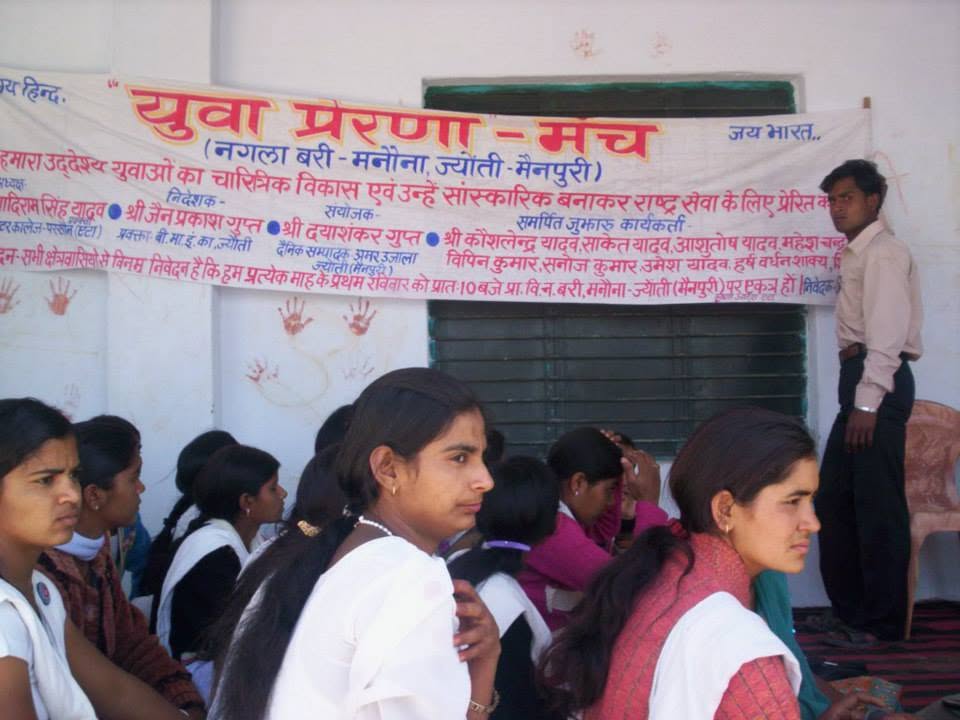 हिन्द. " युवा प्रेरणा" - मंच जय भारत..
(नगला बरी - मनौना, ज्योंती - मैनपुरी)
हमारा उद्देश्य युवाओं का चारित्रिक विकास एवं उन्हें सांस्कारिक बनाकर राष्ट्र सेवा के लिए प्रेरित
निदेशक- संयोजक- समर्पित जुझारु कार्यकर्ता -
सिंह यादव ● श्री जैन प्रकाश गुप्त ● श्री दयाशंकर गुप्त ● श्री कौशलेन्द्र यादव, साकेत यादव, आशुतोष यादव, महेश
प्रवक्ता- बी.मा.इं.का, ज्योंती दैनिक सम्पादक अमर उजाला विपिन कुमार, सनोज कुमार, उमेश यादव, हर्ष वर्धन शाक्य,
ज्योंती (मैनपुरी)
सभी क्षेत्रवासियों से विनम्र निवेदन है कि हम प्रत्येक माह के प्रथम रविवार को प्रातः 10 बजे प्रा. वि. न. बरी, मनौना - ज्योंती (मैनपुरी) पर एकत्र हों